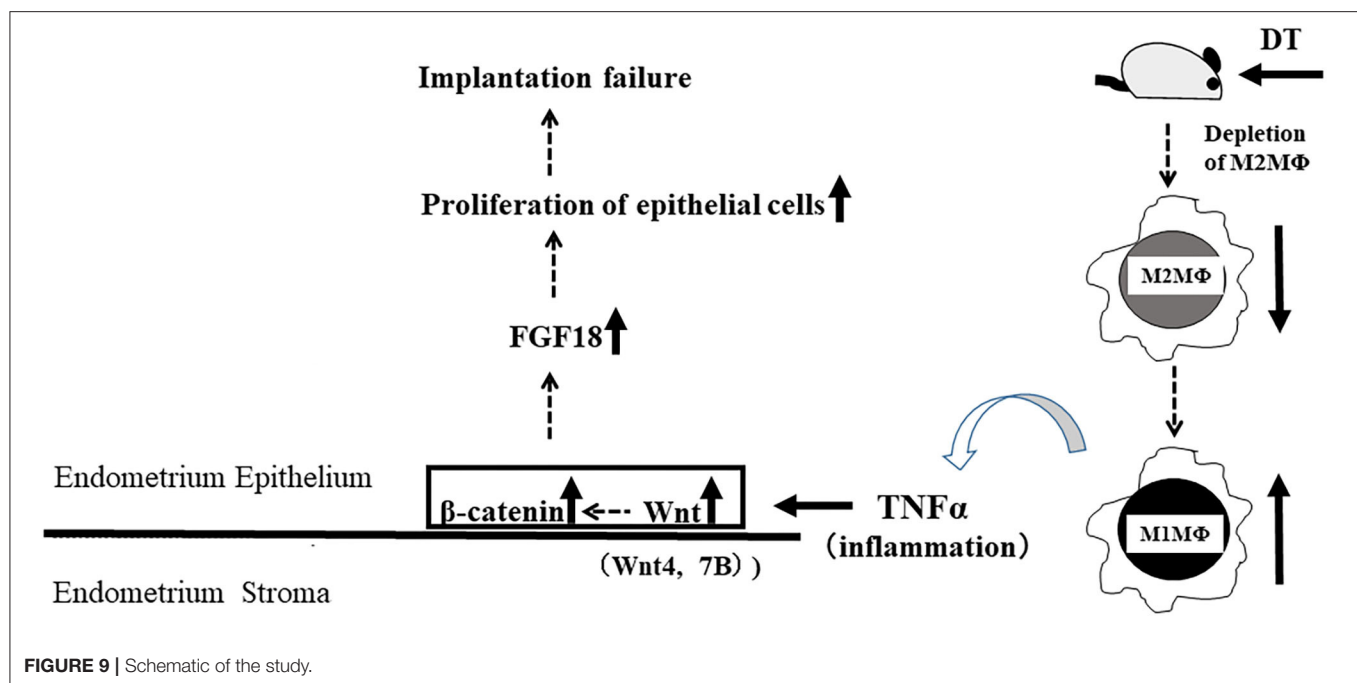 DT
Implantation failure
Depletion
of M2MΦ
Proliferation of epithelial cells
M2MΦ
FGF18
Endometrium Epithelium
β-catenin Wnt
TNFα
(inflammation)
M1MΦ
(Wnt4, 7B) )
Endometrium Stroma
FIGURE 9 | Schematic of the study.